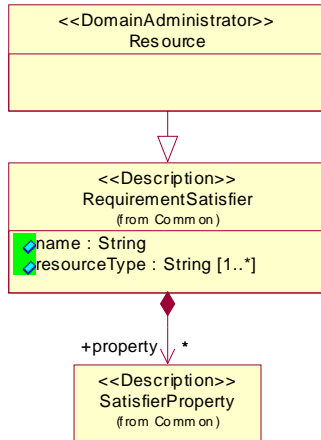 <<DomainAdministrator>>
Resource
<<Description>>
RequirementSatisfier
(from Common)
name : String
resourceType : String [1..*]
+property
*
<<Description>>
SatisfierProperty
(from Common)